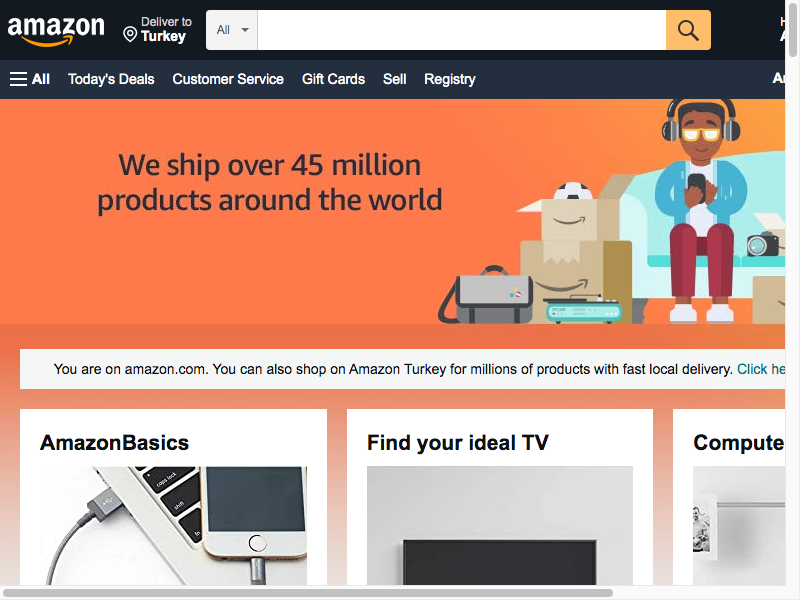 amazon
Deliver to
Turkey
All
All
Today's Deals
Customer Service
Gift Cards
Sell
Registry
We ship over 45 million
products around the world
You are on amazon.com. You can also shop on Amazon Turkey for millions of products with fast local delivery. Click he
AmazonBasics
Find your ideal TV
Compute
caps lock
shift